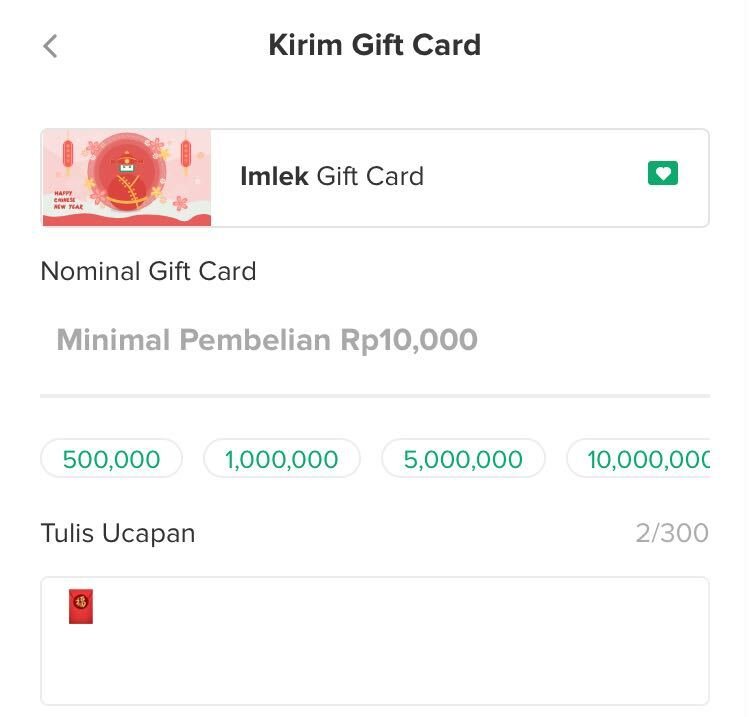 Kirim Gift Card
HAPPY
CHINESE
NEW YEAR
Imlek Gift Card
Nominal Gift Card
Minimal Pembelian Rp10,000
500,000
1,000,000
5,000,000
10,000,000
Tulis Ucapan
2/300
🧧